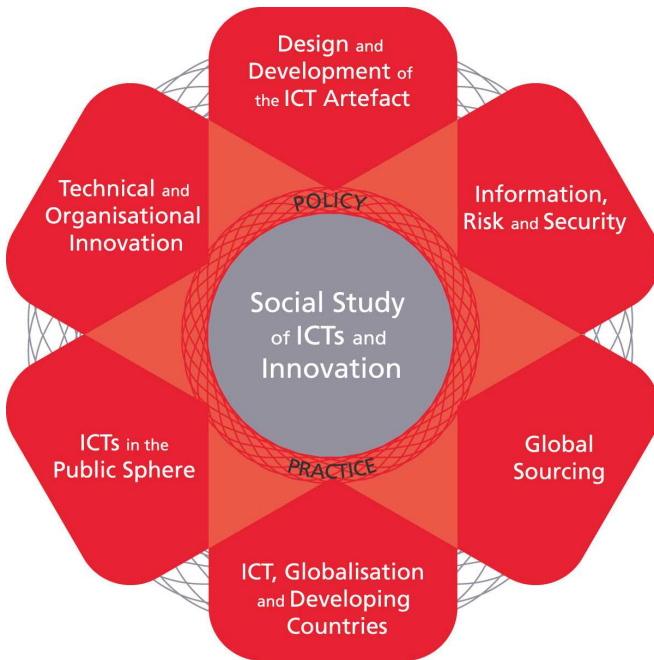 Design and
Development of
the ICT Artefact
Technical and
Organisational
Innovation
Information,
Risk and Security
POLICY
Social Study
of ICTs and
Innovation
PRACTICE
ICTs in the
Public Sphere
Global
Sourcing
ICT, Globalisation
and Developing
Countries